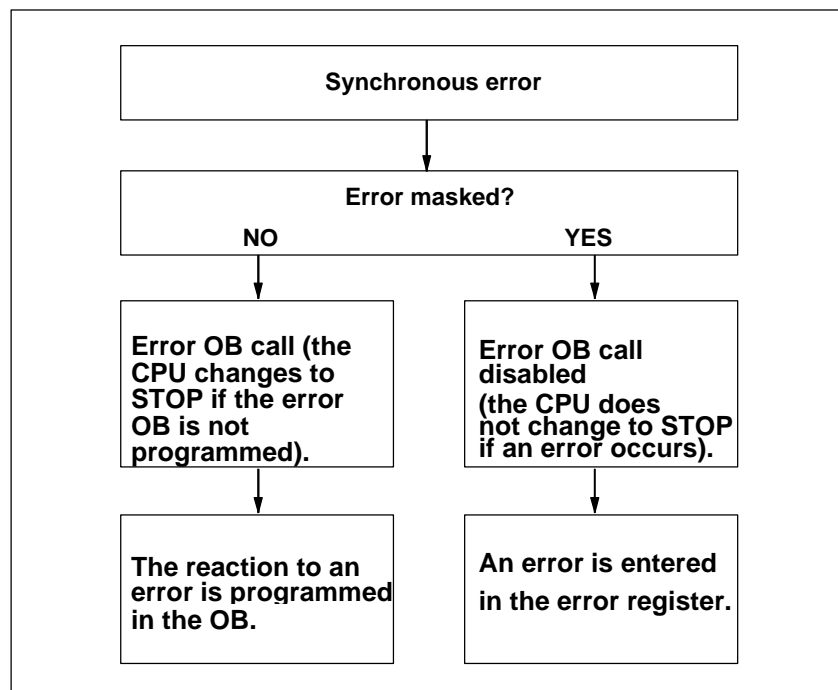 Synchronous error
Error masked?
NO
YES
Error OB call (the
CPU changes to
STOP if the error
OB is not
programmed).
Error OB call
disabled
(the CPU does
not change to STOP
if an error occurs).
The reaction to an
error is programmed
in the OB.
An error is entered
in the error register.